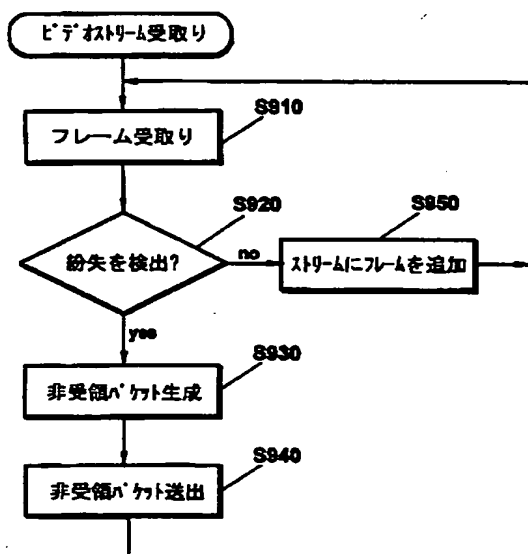 ﾋﾞﾃﾞｵｽﾄﾘｰﾑ受取り
S910
フレーム受取り
S920
紛失を検出?
no
S950
ｽﾄﾘｰﾑにﾌﾚｰﾑを追加
yes
S930
非受領ﾊﾟｹｯﾄ生成
S940
非受領ﾊﾟｹｯﾄ送出